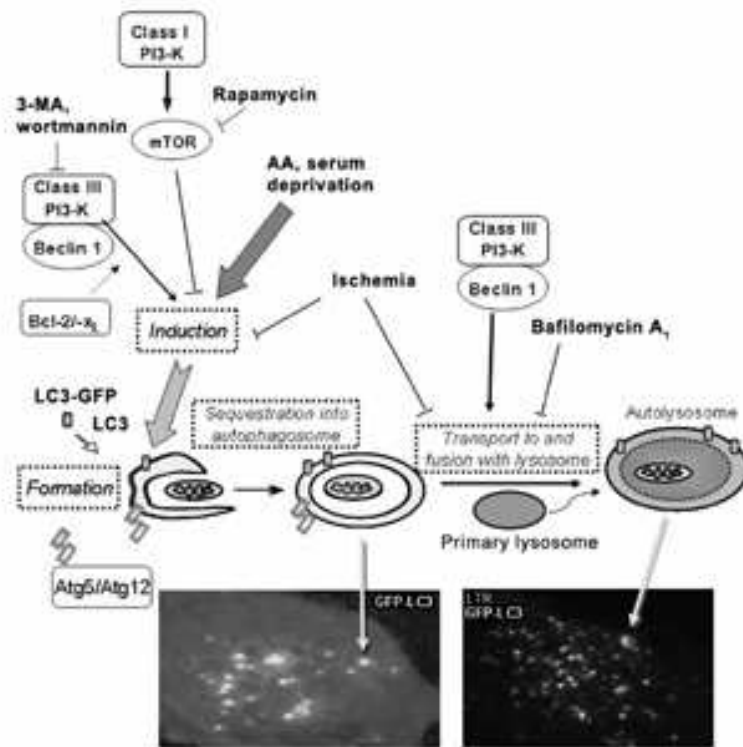 Class I
PI3-K
Rapamycin
3-MA,
wortmannin
mTOR
AA, serum
deprivation
Class III
PI3-K
Beclin 1
Class III
PI3-K
Beclin 1
Ischemia
Bcl-2/-xL
Induction
Bafilomycin A1
LC3-GFP
LC3
Sequestration into
autophagosome
Autolysosome
Transport to and
fusion with lysosome
Formation
Primary lysosome
Atg5/Atg12
GFP-LC3
LTR
GFP-LC3